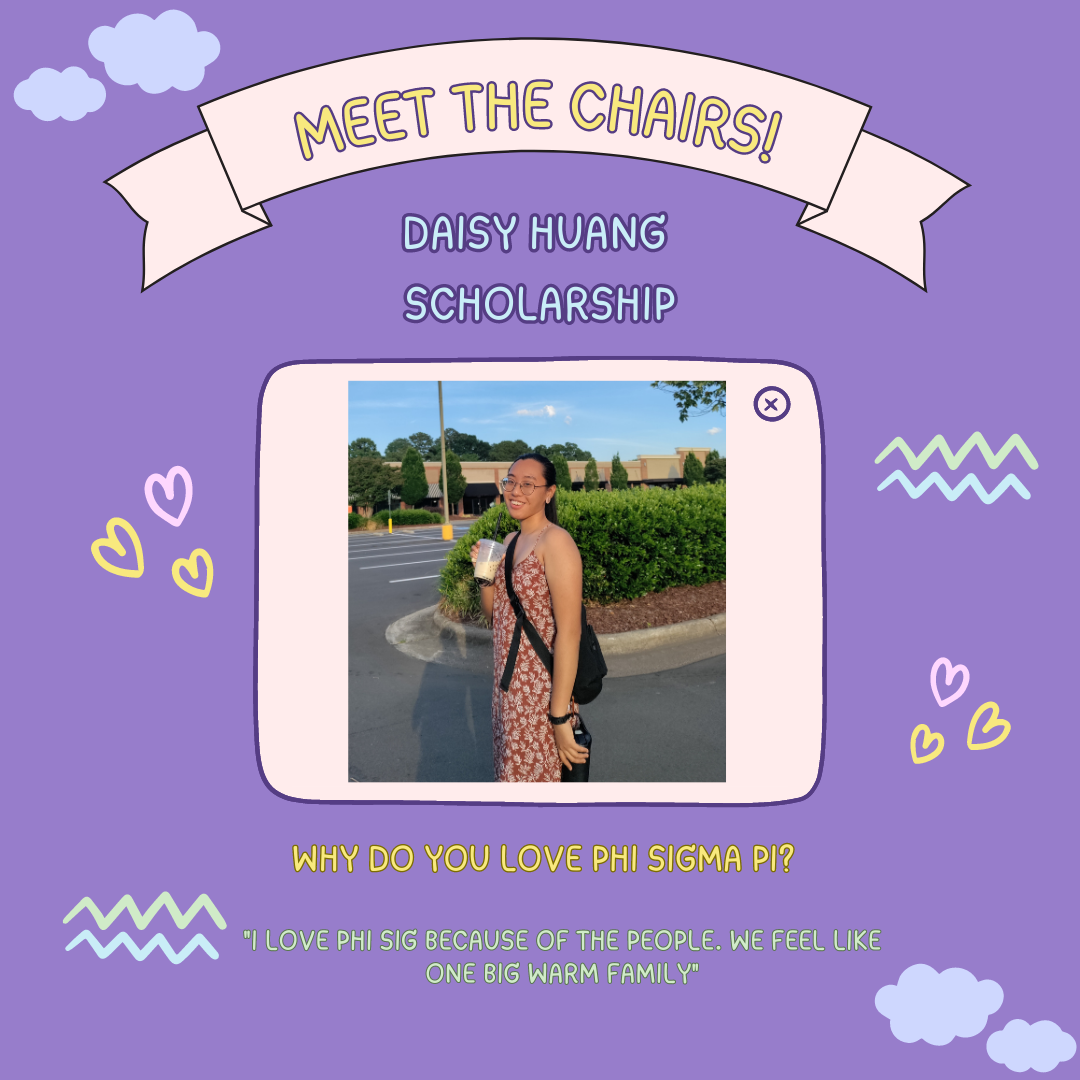 MEET THE CHAIRS!
DAISY HUANG
SCHOLARSHIP
WHY DO YOU LOVE PHI SIGMA PI?
"I LOVE PHI SIG BECAUSE OF THE PEOPLE. WE FEEL LIKE
ONE BIG WARM FAMILY"